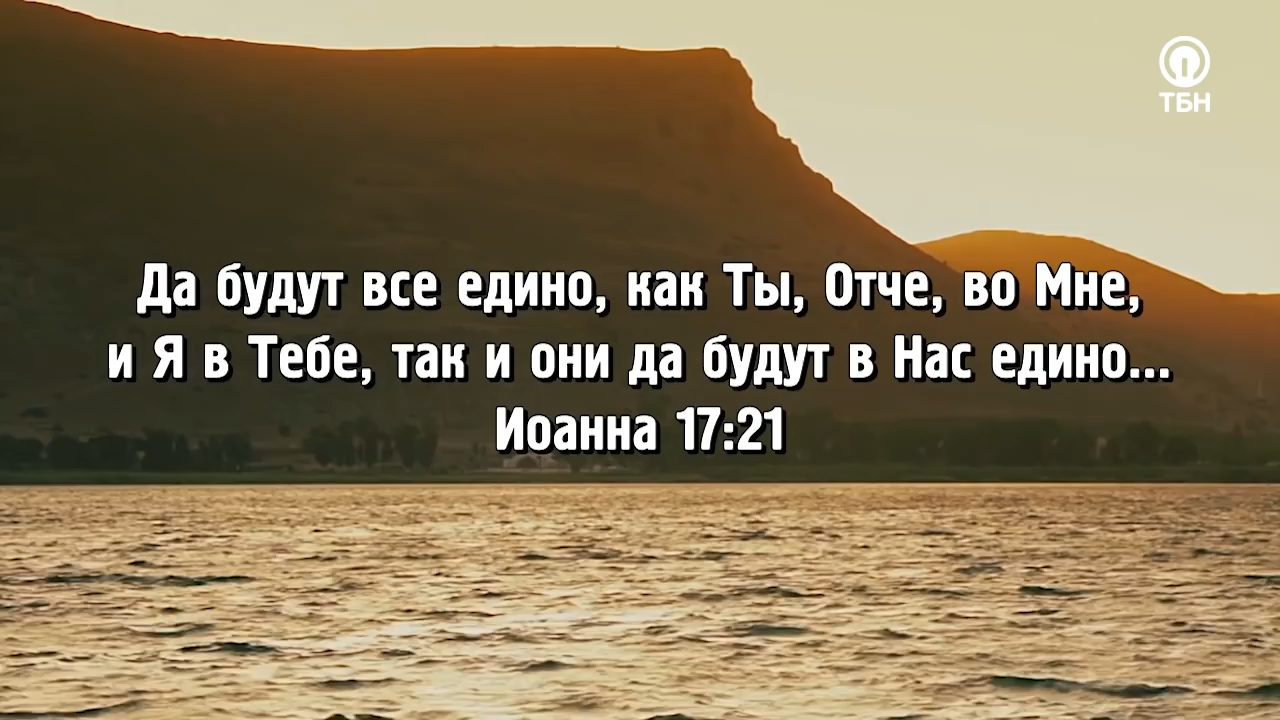 ТБН
Да будут все едино, как Ты, Отче, во Мне,
и Я в Тебе, так и они да будут в Нас едино...
Иоанна 17:21